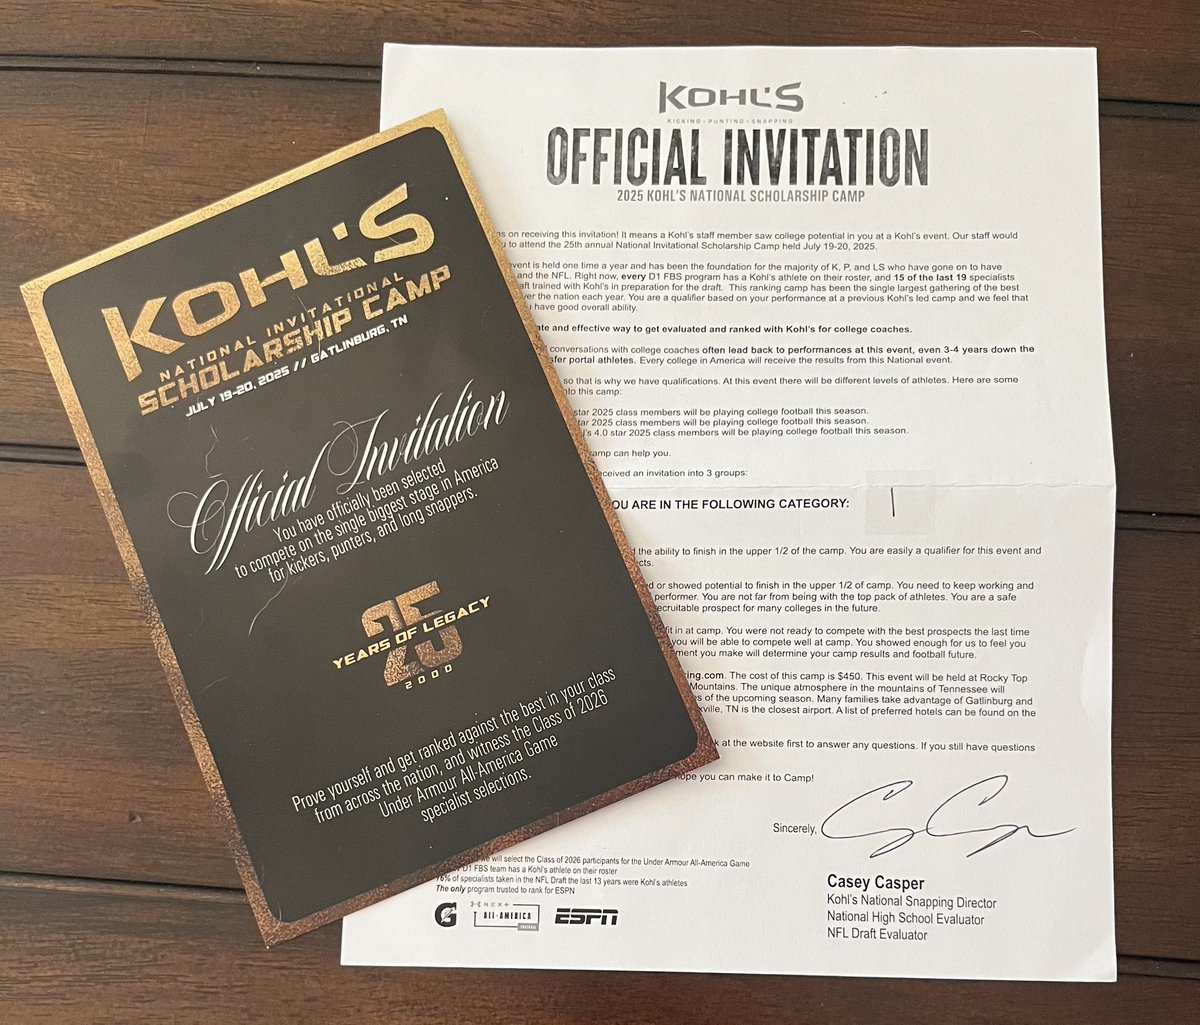 KOHL'S
NATIONAL INVITATIONAL
SCHOLARSHIP CAMP
JULY 19-20, 2025 // GATLINBURG, TN
Official Invitation
You have officially been selected
to compete on the single biggest stage in America
for kickers, punters, and long snappers.
25
YEARS OF LEGACY
2000
Prove yourself and get ranked against the best in your class
from across the nation, and witness the Class of 2026
Under Armour All-America Game
specialist selections.
KOHL'S
KICKING - PUNTING - SNAPPING
OFFICIAL INVITATION
2025 KOHL'S NATIONAL SCHOLARSHIP CAMP
on receiving this invitation! It means a Kohl's staff member saw college potential in you at a Kohl's event. Our staff would
to attend the 25th annual National Invitational Scholarship Camp held July 19-20, 2025.
event is held one time a year and has been the foundation for the majority of K, P, and LS who have gone on to have
and the NFL. Right now, every D1 FBS program has a Kohl's athlete on their roster, and 15 of the last 19 specialists
trained with Kohl's in preparation for the draft. This ranking camp has been the single largest gathering of the best
the nation each year. You are a qualifier based on your performance at a previous Kohl's led camp and we feel that
have good overall ability.
and effective way to get evaluated and ranked with Kohl's for college coaches.
conversations with college coaches often lead back to performances at this event, even 3-4 years down the
portal athletes. Every college in America will receive the results from this National event.
so that is why we have qualifications. At this event there will be different levels of athletes. Here are some
this camp:
star 2025 class members will be playing college football this season.
star 2025 class members will be playing college football this season.
4.0 star 2025 class members will be playing college football this season.
camp can help you.
received an invitation into 3 groups:
ARE IN THE FOLLOWING CATEGORY: 1
the ability to finish in the upper 1/2 of the camp. You are easily a qualifier for this event and
or showed potential to finish in the upper 1/2 of camp. You need to keep working and
performer. You are not far from being with the top pack of athletes. You are a safe
recruitable prospect for many colleges in the future.
fit in at camp. You were not ready to compete with the best prospects the last time
you will be able to compete well at camp. You showed enough for us to feel you
you make will determine your camp results and football future.
.com. The cost of this camp is $450. This event will be held at Rocky Top
Mountains. The unique atmosphere in the mountains of Tennessee will
of the upcoming season. Many families take advantage of Gatlinburg and
TN is the closest airport. A list of preferred hotels can be found on the
at the website first to answer any questions. If you still have questions
hope you can make it to Camp!
Sincerely,
we will select the Class of 2026 participants for the Under Armour All-America Game
D1 FBS team has a Kohl's athlete on their roster
76% of specialists taken in the NFL Draft the last 13 years were Kohl's athletes
The only program trusted to rank for ESPN
G
NEXT
ALL-AMERICA
FOOTBALL
ESPN
Casey Casper
Kohl's National Snapping Director
National High School Evaluator
NFL Draft Evaluator